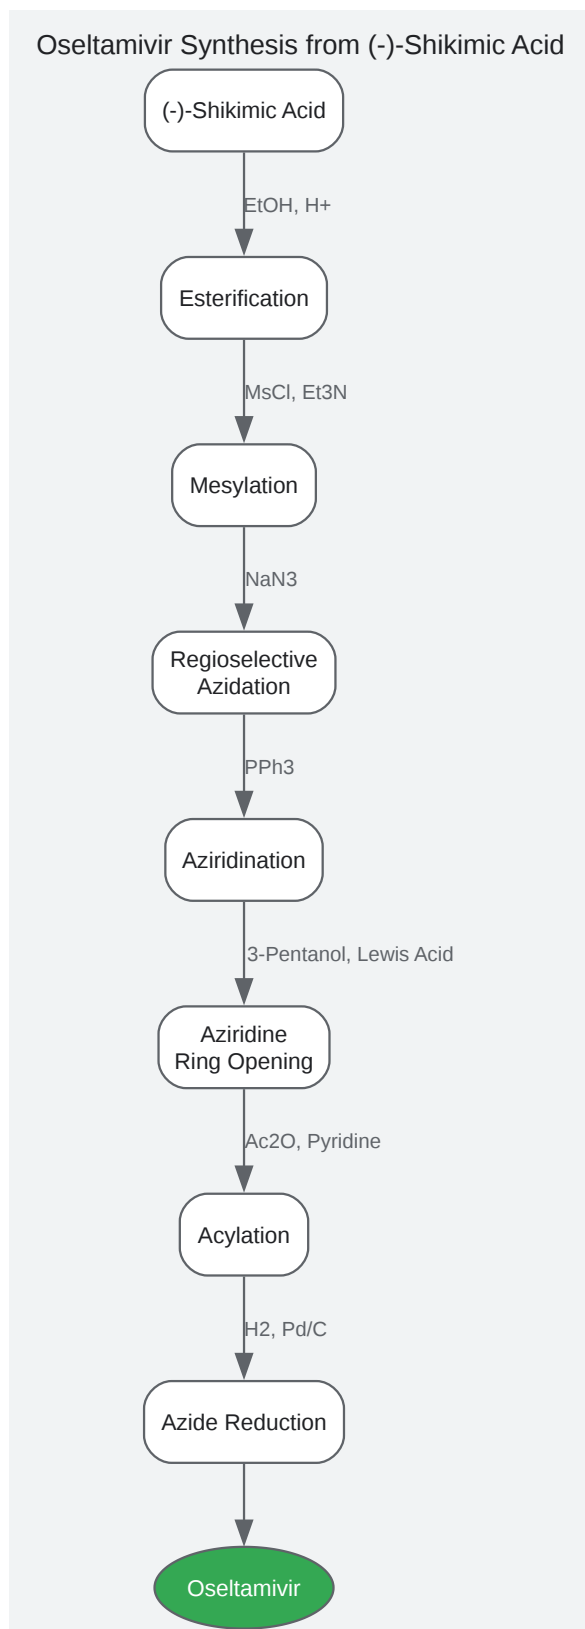 Oseltamivir Synthesis from (-)-Shikimic Acid
(-)-Shikimic Acid
EtOH, H+
Esterification
MsCl, Et3N
Mesylation
NaN3
Regioselective
Azidation
PPh3
Aziridination
3-Pentanol, Lewis Acid
Aziridine
Ring Opening
Ac2O, Pyridine
Acylation
H2, Pd/C
Azide Reduction
Oseltamivir